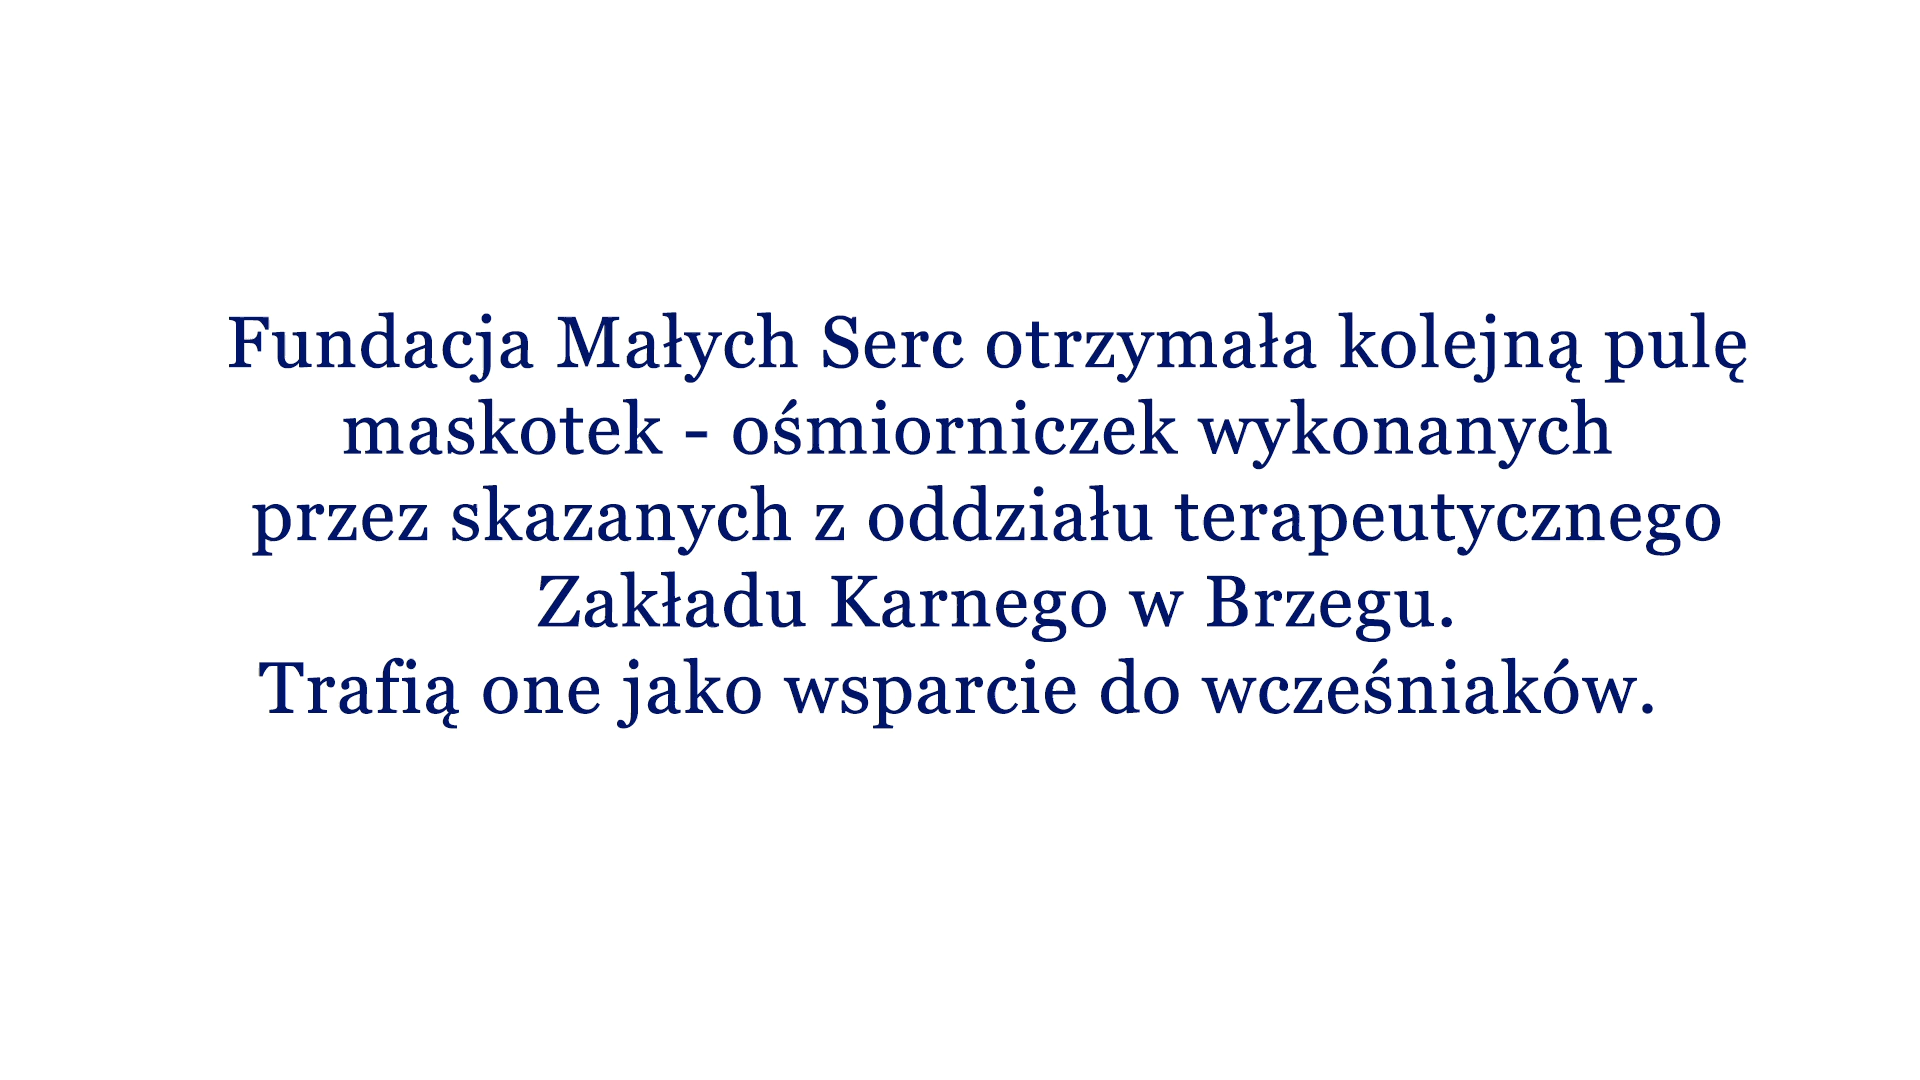 Fundacja Małych Serc otrzymała kolejną pulę
maskotek - ośmiorniczek wykonanych
przez skazanych z oddziału terapeutycznego
Zakładu Karnego w Brzegu.
Trafią one jako wsparcie do wcześniaków.